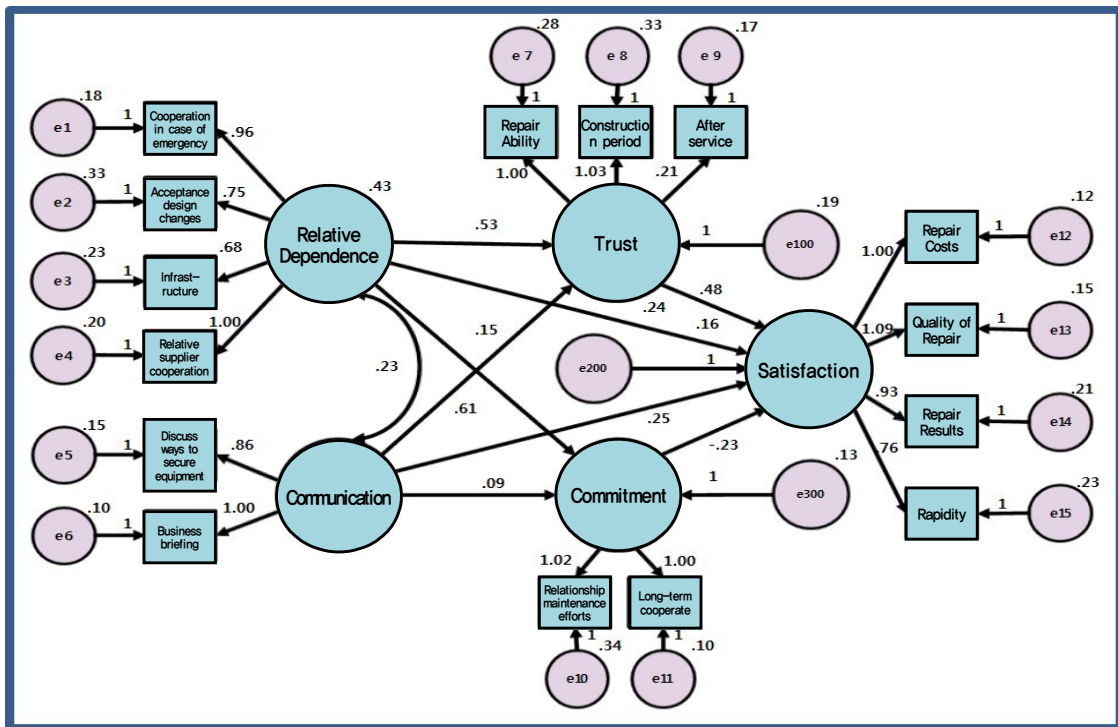 .28
.33
.17
e 7
e 8
e 9
1
1
1
Repair
Ability
Constructio
n period
After
service
1.00
1.03
.21
.18
e1
1
Cooperation
in case of
emergency
.96
.33
e2
1
Acceptance
design
changes
.75
.23
e3
1
Infrast-
ructure
.68
.20
e4
1
Relative
supplier
cooperation
1.00
.43
Relative
Dependence
.53
Trust
1
e100
.19
.48
.24
.16
.15
.23
.61
.25
e200
1
Satisfaction
1.00
Repair
Costs
1
e12
.12
1.09
Quality of
Repair
1
e13
.15
.93
Repair
Results
1
e14
.21
.76
Rapidity
1
e15
.23
.15
e5
1
Discuss
ways to
secure
equipment
.86
.10
e6
1
Business
briefing
1.00
Communication
.09
Commitment
-.23
1
e300
.13
1.02
1.00
Relationship
maintenance
efforts
Long-term
cooperate
1
.34
1
.10
e10
e11